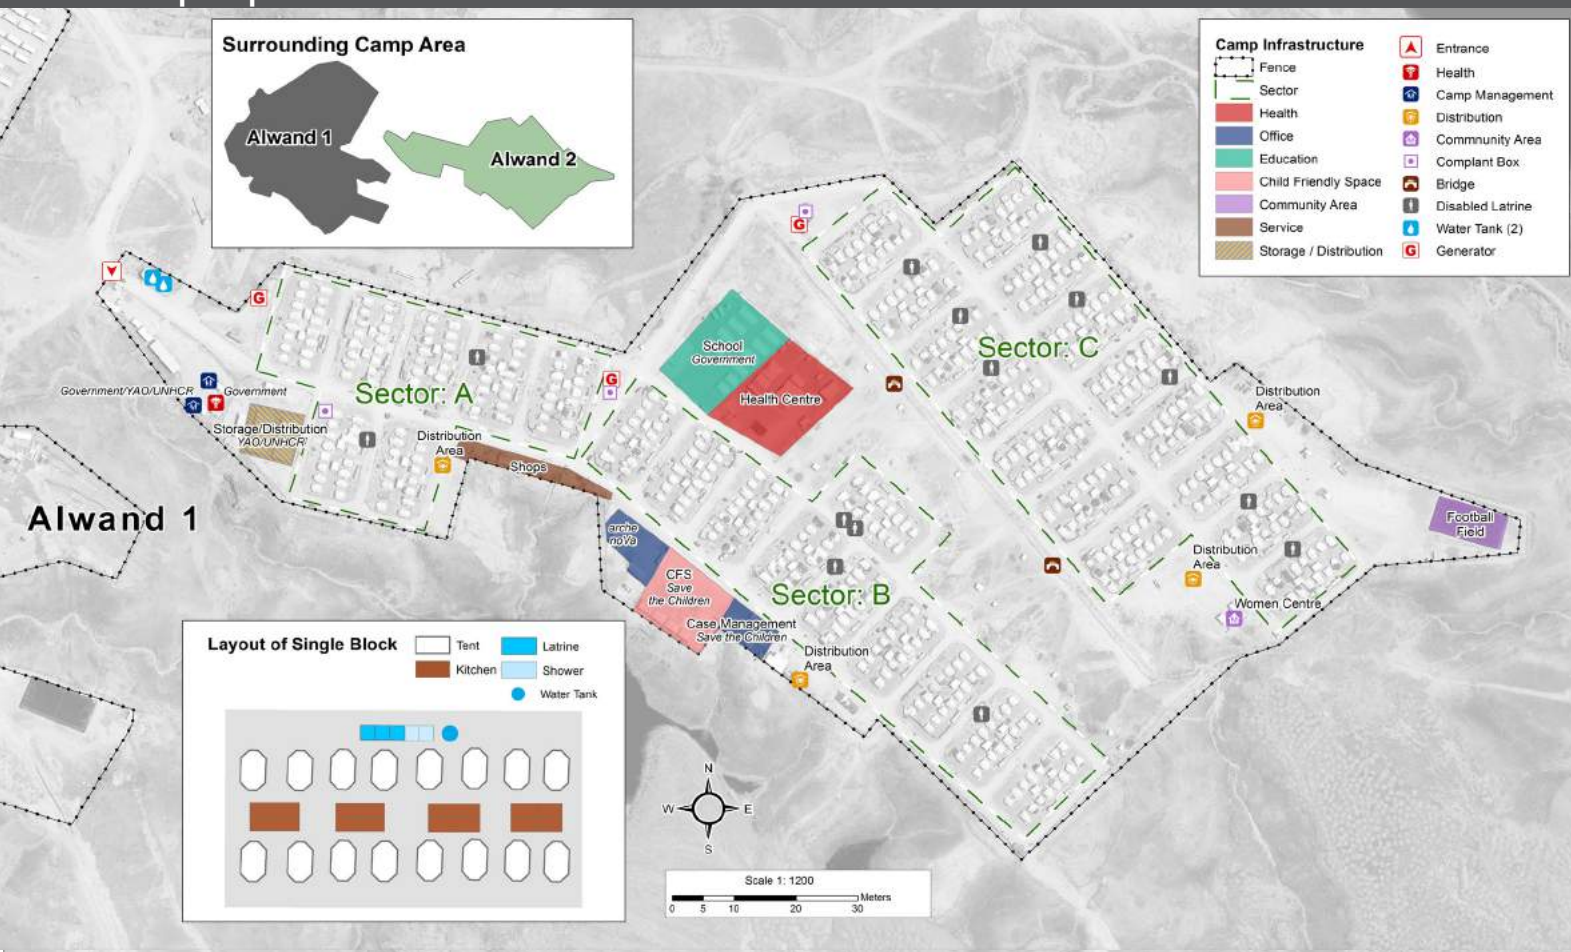 Surrounding Camp Area
Alwand 1
Alwand 2
Camp Infrastructure
Fence
Sector
Health
Office
Education
Child Friendly Space
Community Area
Service
Storage / Distribution
Entrance
Health
Camp Management
Distribution
Commnunity Area
Complant Box
Bridge
Disabled Latrine
Water Tank (2)
G Generator
G
G
G
School
Government
Health Centre
Sector: C
Government/YAO/UNHCR
Government
Sector: A
Storage/Distribution
YAO/UNHCR
Distribution
Area
Shops
Distribution
Area
Alwand 1
arche
noVa
Football
Field
CFS
Save
the Children
Sector: B
Distribution
Area
Women Centre
Case Management
Save the Children
Distribution
Area
Layout of Single Block
Tent
Latrine
Kitchen
Shower
Water Tank
N
W
E
S
Scale 1: 1200
Meters
0 5 10 20 30